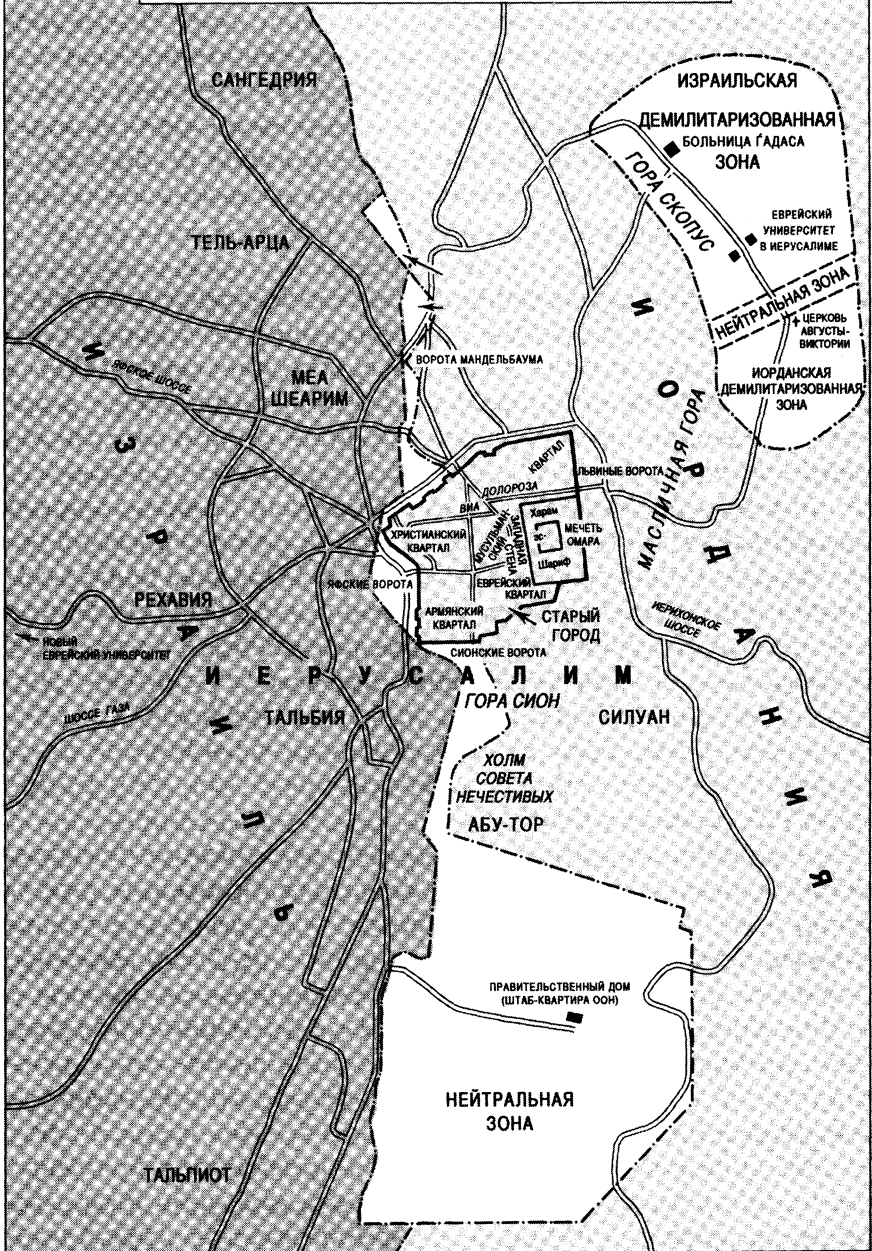 САНГЕДРИЯ
ИЗРАИЛЬСКАЯ
ДЕМИЛИТАРИЗОВАННАЯ
БОЛЬНИЦА ГАДАСА
ЗОНА
ГОРА СКОПУС
ЕВРЕЙСКИЙ
УНИВЕРСИТЕТ
В ИЕРУСАЛИМЕ
ТЕЛЬ-АРЦА
НЕЙТРАЛЬНАЯ ЗОНА
ЦЕРКОВЬ
АВГУСТЫ-
ВИКТОРИИ
ВОРОТА МАНДЕЛЬБАУМА
ИОРДАНСКАЯ
ДЕМИЛИТАРИЗОВАННАЯ
ЗОНА
ЯФСКОЕ ШОССЕ
МЕА
ШЕАРИМ
ИЗРАИЛЬ
ИОРДАНИЯ
МАСЛИЧНАЯ ГОРА
КВАРТАЛ
ЛЬВИНЫЕ ВОРОТА
ВИА ДОЛОРОЗА
ХРИСТИАНСКИЙ
КВАРТАЛ
МУСУЛЬМАН-
СКИЙ
ЗАПАДНАЯ
СТЕНА
Харам
эс-
Шариф
МЕЧЕТЬ
ОМАРА
ЯФСКИЕ ВОРОТА
ЕВРЕЙСКИЙ
КВАРТАЛ
АРМЯНСКИЙ
КВАРТАЛ
СТАРЫЙ
ГОРОД
РЕХАВИЯ
НОВЫЙ
ЕВРЕЙСКИЙ УНИВЕРСИТЕТ
СИОНСКИЕ ВОРОТА
ИЕРИХОНСКОЕ
ШОССЕ
ИЕРУСАЛИМ
ГОРА СИОН
ШОССЕ ГАЗА
ТАЛЬБИЯ
СИЛУАН
ХОЛМ
СОВЕТА
НЕЧЕСТИВЫХ
АБУ-ТОР
ПРАВИТЕЛЬСТВЕННЫЙ ДОМ
(ШТАБ-КВАРТИРА ООН)
НЕЙТРАЛЬНАЯ
ЗОНА
ТАЛЬПИОТ